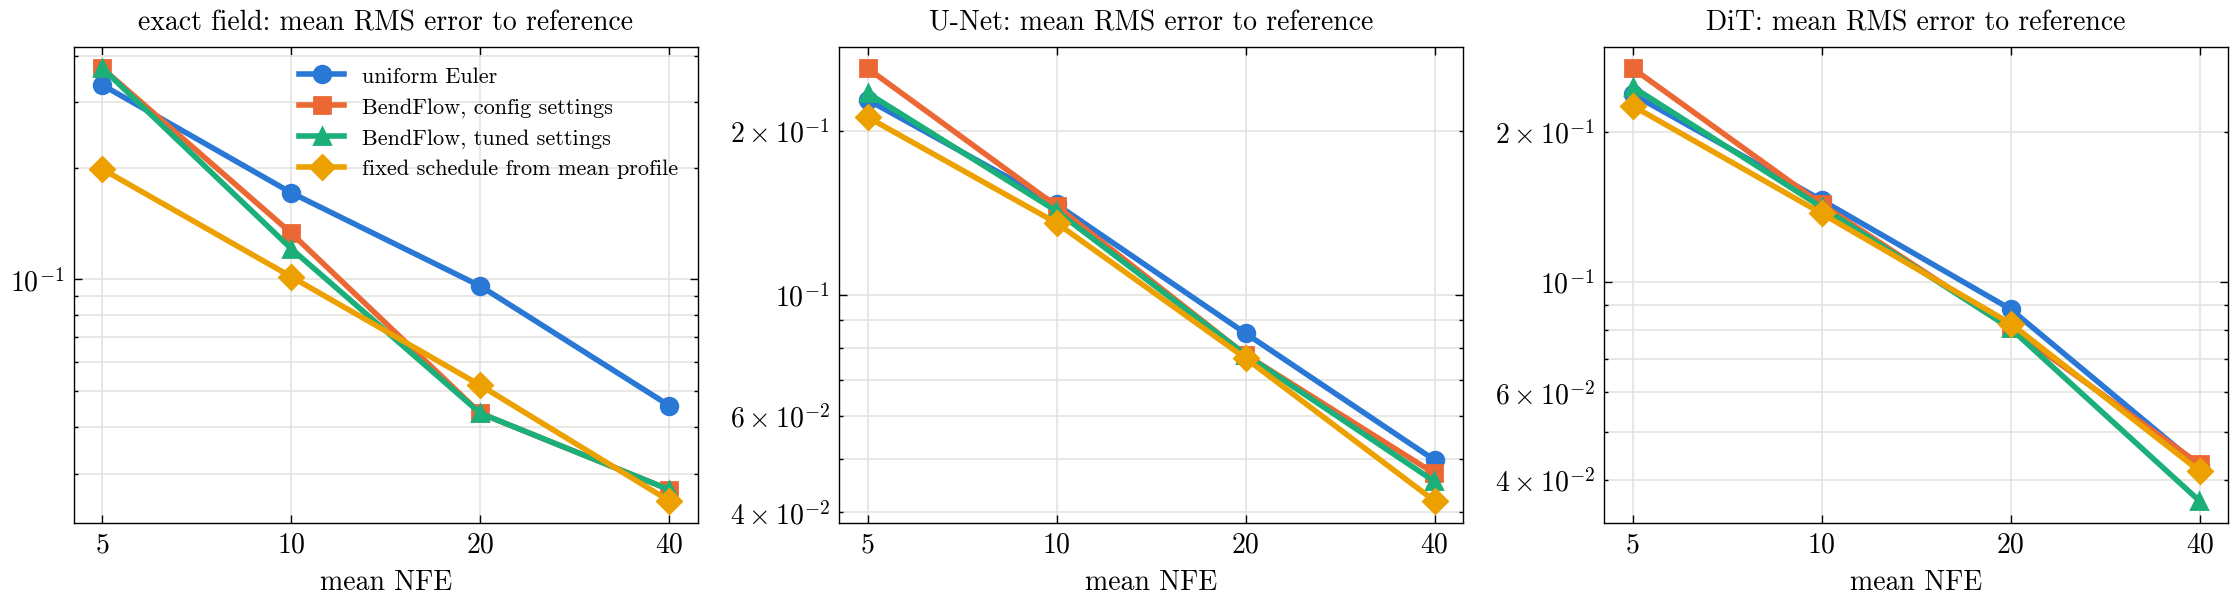 exact field: mean RMS error to reference
uniform Euler
BendFlow, config settings
BendFlow, tuned settings
fixed schedule from mean profile
10⁻¹
5 10 20 40
mean NFE
U-Net: mean RMS error to reference
2 × 10⁻¹
10⁻¹
6 × 10⁻²
4 × 10⁻²
5 10 20 40
mean NFE
DiT: mean RMS error to reference
2 × 10⁻¹
10⁻¹
6 × 10⁻²
4 × 10⁻²
5 10 20 40
mean NFE